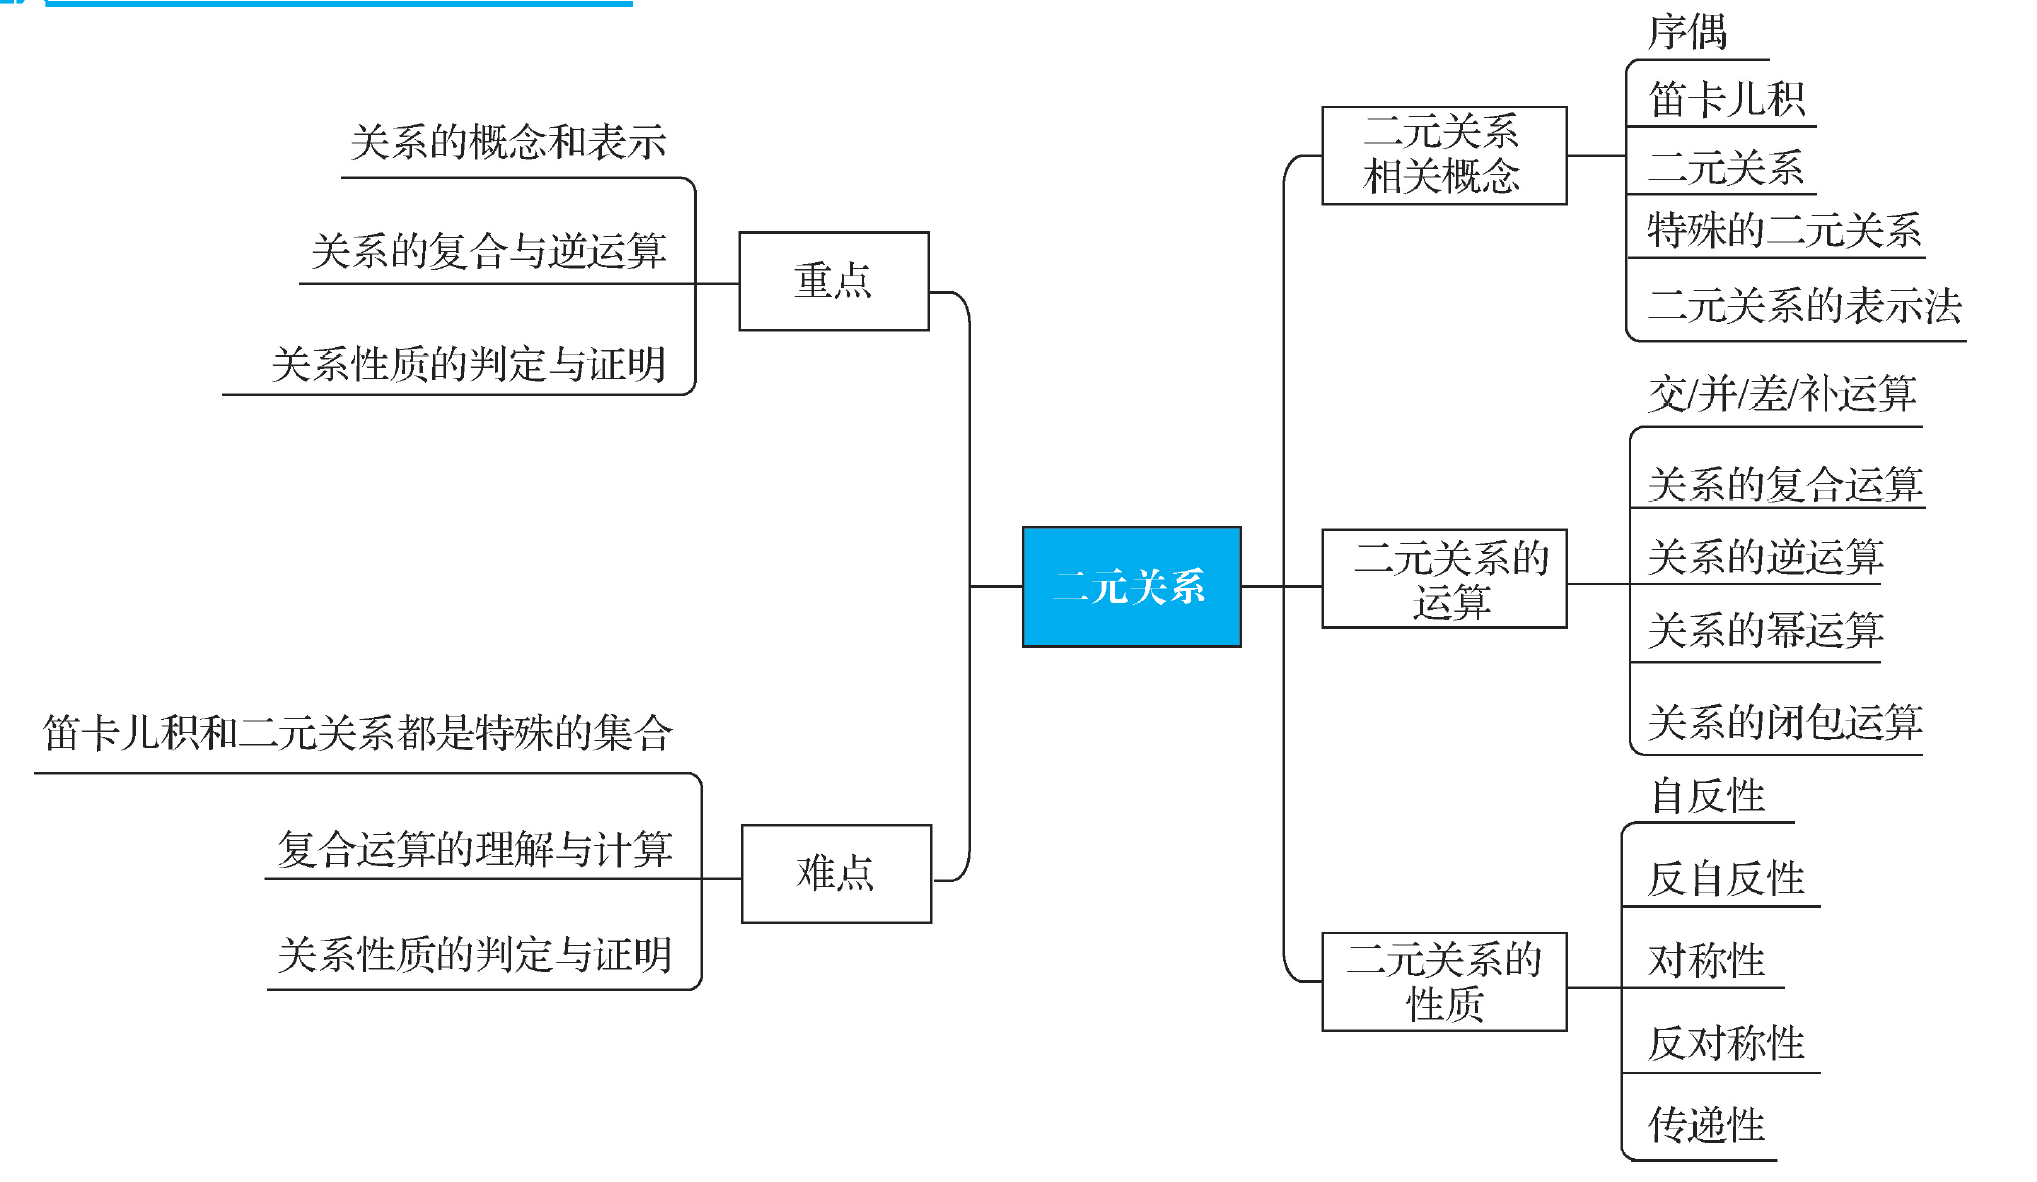 关系的概念和表示
关系的复合与逆运算
关系性质的判定与证明
重点
笛卡儿积和二元关系都是特殊的集合
复合运算的理解与计算
关系性质的判定与证明
难点
二元关系
二元关系
相关概念
序偶
笛卡儿积
二元关系
特殊的二元关系
二元关系的表示法
二元关系的
运算
交/并/差/补运算
关系的复合运算
关系的逆运算
关系的幂运算
关系的闭包运算
二元关系的
性质
自反性
反自反性
对称性
反对称性
传递性